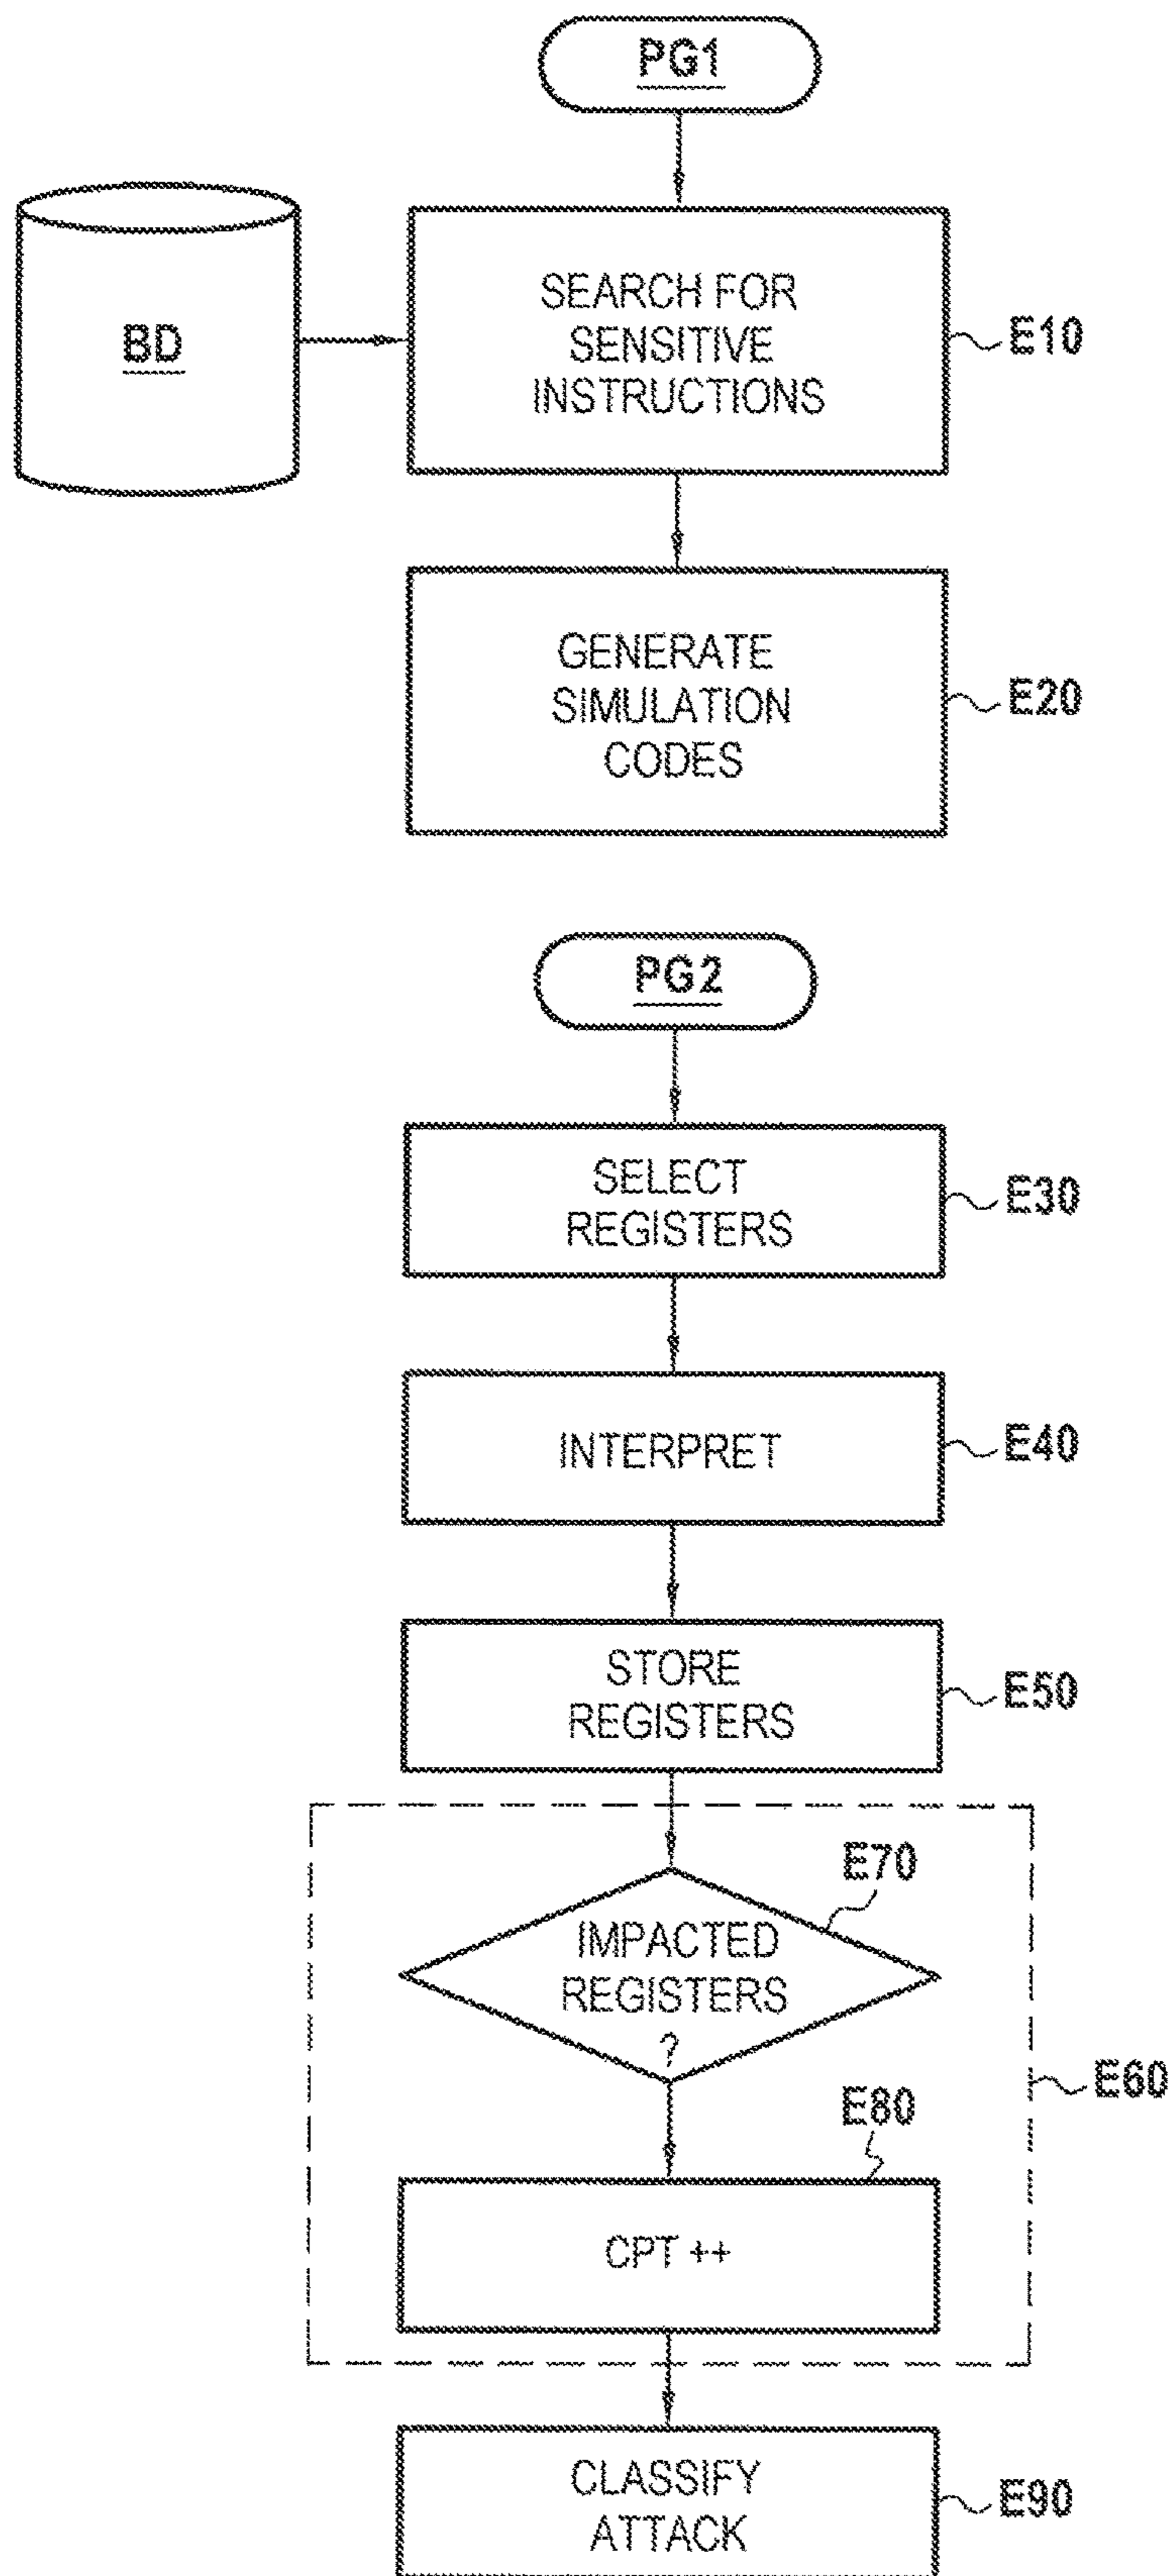 PG1
BD
SEARCH FOR
SENSITIVE
INSTRUCTIONS
E10
GENERATE
SIMULATION
CODES
E20
PG2
SELECT
REGISTERS
E30
INTERPRET
E40
STORE
REGISTERS
E50
E70
IMPACTED
REGISTERS
?
E60
E80
CPT ++
CLASSIFY
ATTACK
E90